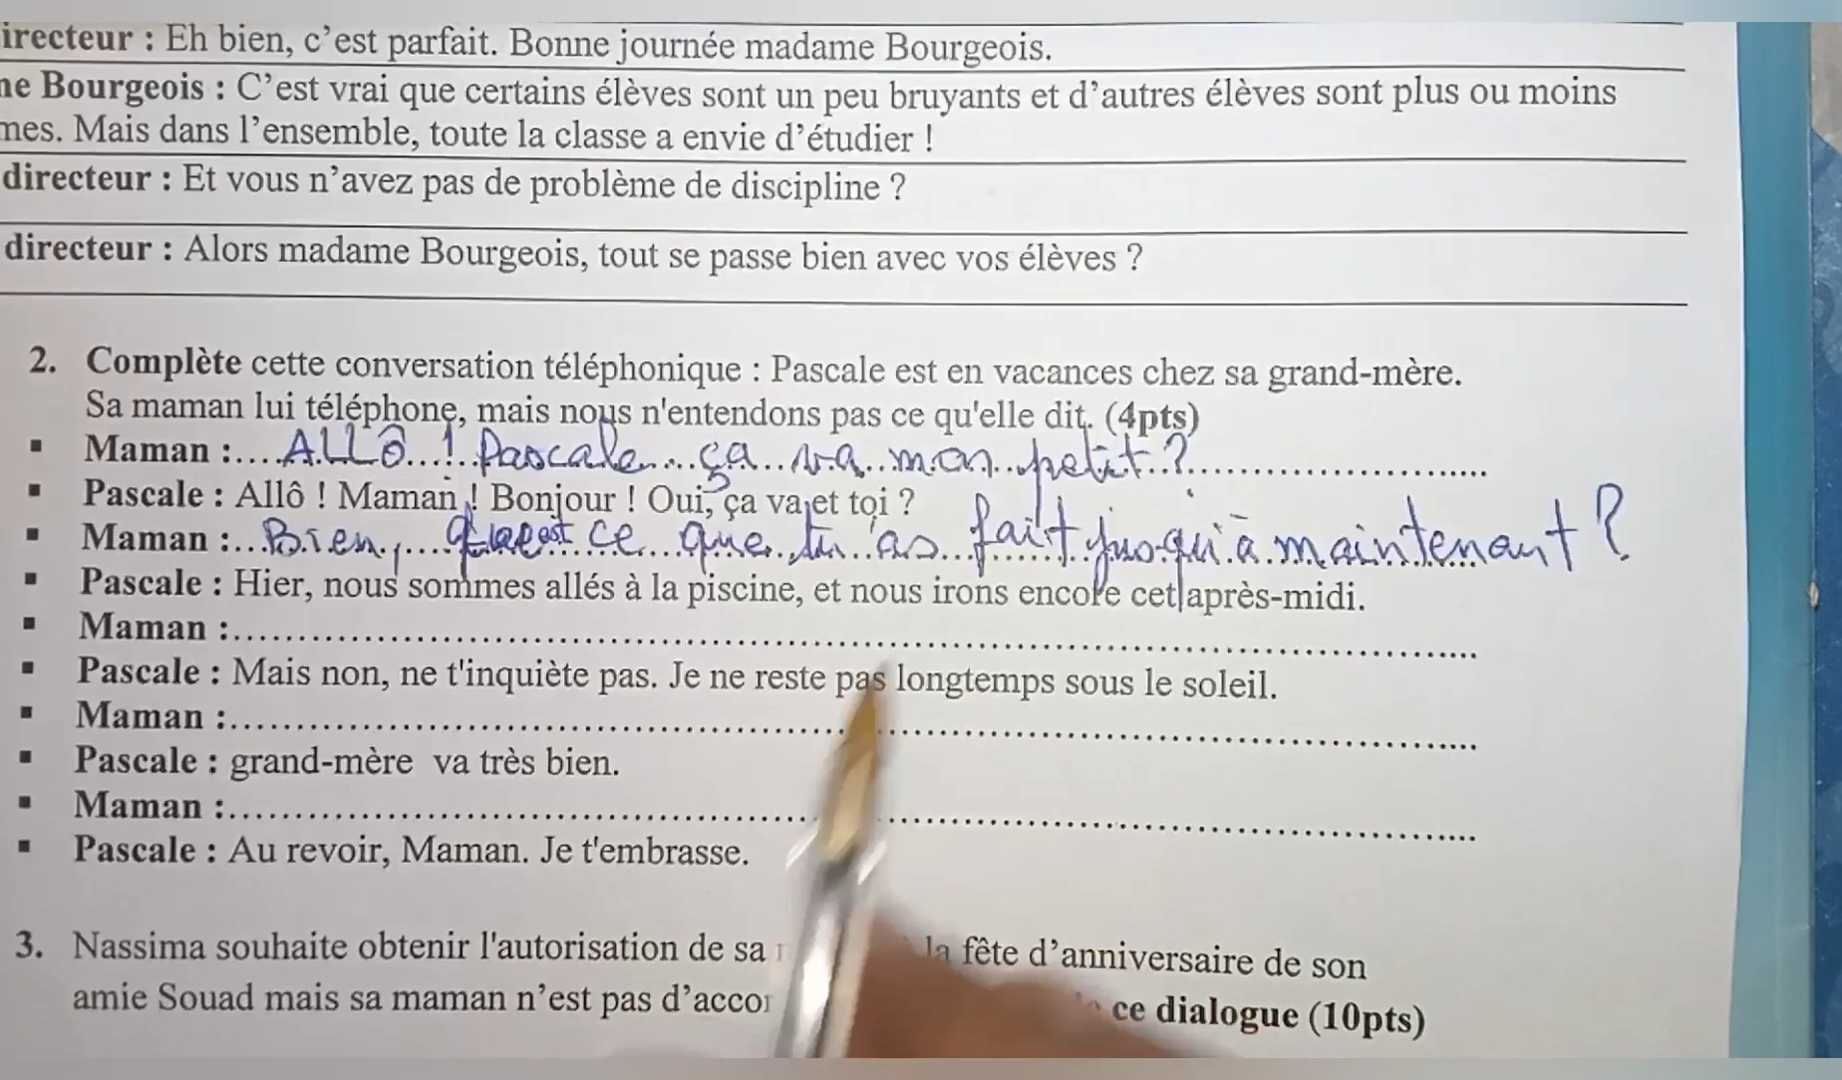 irecteur : Eh bien, c’est parfait. Bonne journée madame Bourgeois.
ne Bourgeois : C’est vrai que certains élèves sont un peu bruyants et d’autres élèves sont plus ou moins
mes. Mais dans l’ensemble, toute la classe a envie d’étudier !
directeur : Et vous n’avez pas de problème de discipline ?
directeur : Alors madame Bourgeois, tout se passe bien avec vos élèves ?
2. Complète cette conversation téléphonique : Pascale est en vacances chez sa grand-mère.
Sa maman lui téléphone, mais nous n'entendons pas ce qu'elle dit. (4pts)
▪ Maman :....ALLÔ...!..Pascale....ça..va..mon..petit..?..............................
▪ Pascale : Allô ! Maman ! Bonjour ! Oui, ça va et toi ?
▪ Maman :...Bien,.... est ce que tu as fait jusqu'à maintenant ?
▪ Pascale : Hier, nous sommes allés à la piscine, et nous irons encore cet après-midi.
▪ Maman :..............................................................................................
▪ Pascale : Mais non, ne t'inquiète pas. Je ne reste pas longtemps sous le soleil.
▪ Maman :..............................................................................................
▪ Pascale : grand-mère va très bien.
▪ Maman :..............................................................................................
▪ Pascale : Au revoir, Maman. Je t'embrasse.
3. Nassima souhaite obtenir l'autorisation de sa la fête d’anniversaire de son
amie Souad mais sa maman n’est pas ce dialogue (10pts)